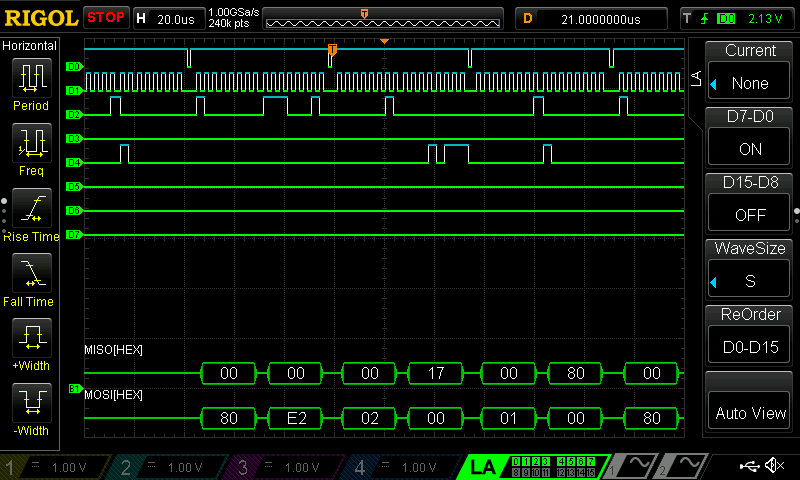 RIGOL STOP H 20.0us 1.00GSa/s 240k pts T D 21.0000000us T D0 2.13 V
Horizontal
Period
Freq
Rise Time
Fall Time
+Width
-Width
T
D0
D1
D2
D3
D4
D5
D6
D7
MISO[HEX]
00 00 00 17 00 80 00
B1
MOSI[HEX]
80 E2 02 00 01 00 80
LA
Current
None
D7-D0
ON
D15-D8
OFF
WaveSize
S
ReOrder
D0-D15
Auto View
1 1.00 V 2 1.00 V 3 1.00 V 4 1.00 V LA 0 1 2 3 4 5 6 7 1 2
8 9 10 11 12 13 14 15